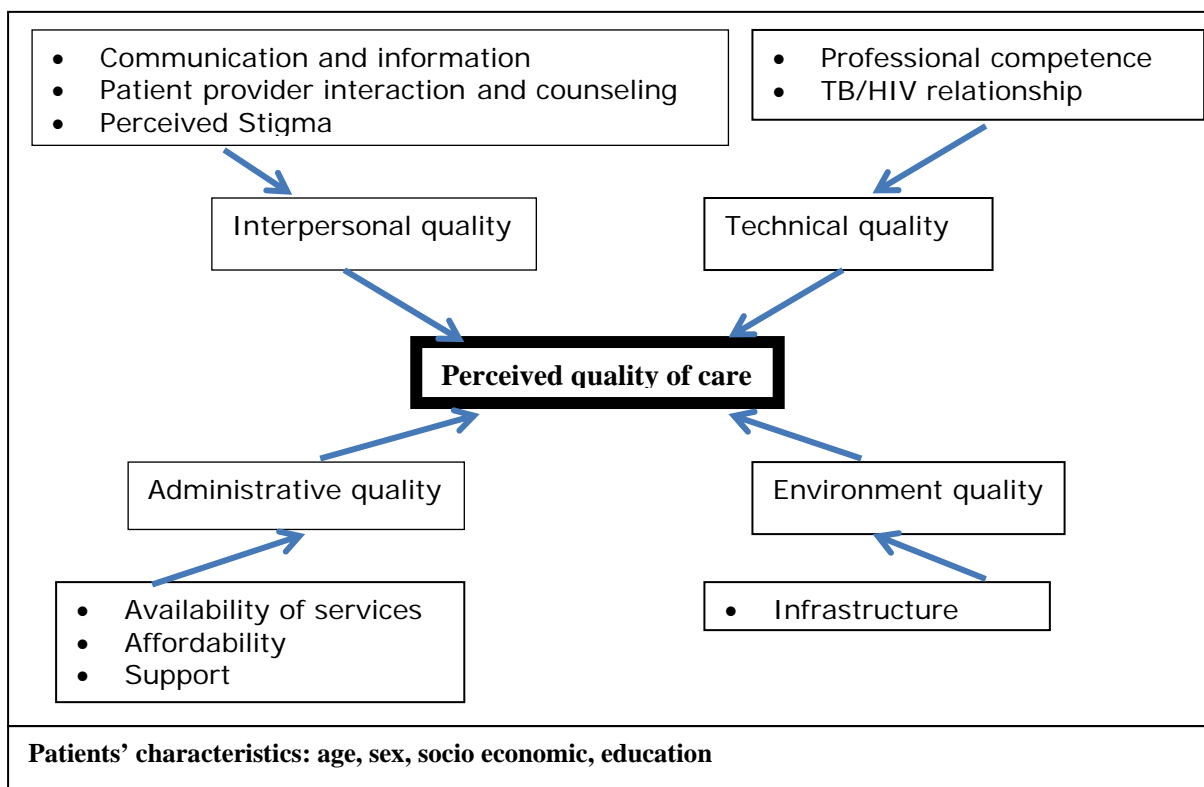 • Communication and information
• Patient provider interaction and counseling
• Perceived Stigma
• Professional competence
• TB/HIV relationship
Interpersonal quality
Technical quality
Perceived quality of care
Administrative quality
Environment quality
• Availability of services
• Affordability
• Support
• Infrastructure
Patients’ characteristics: age, sex, socio economic, education